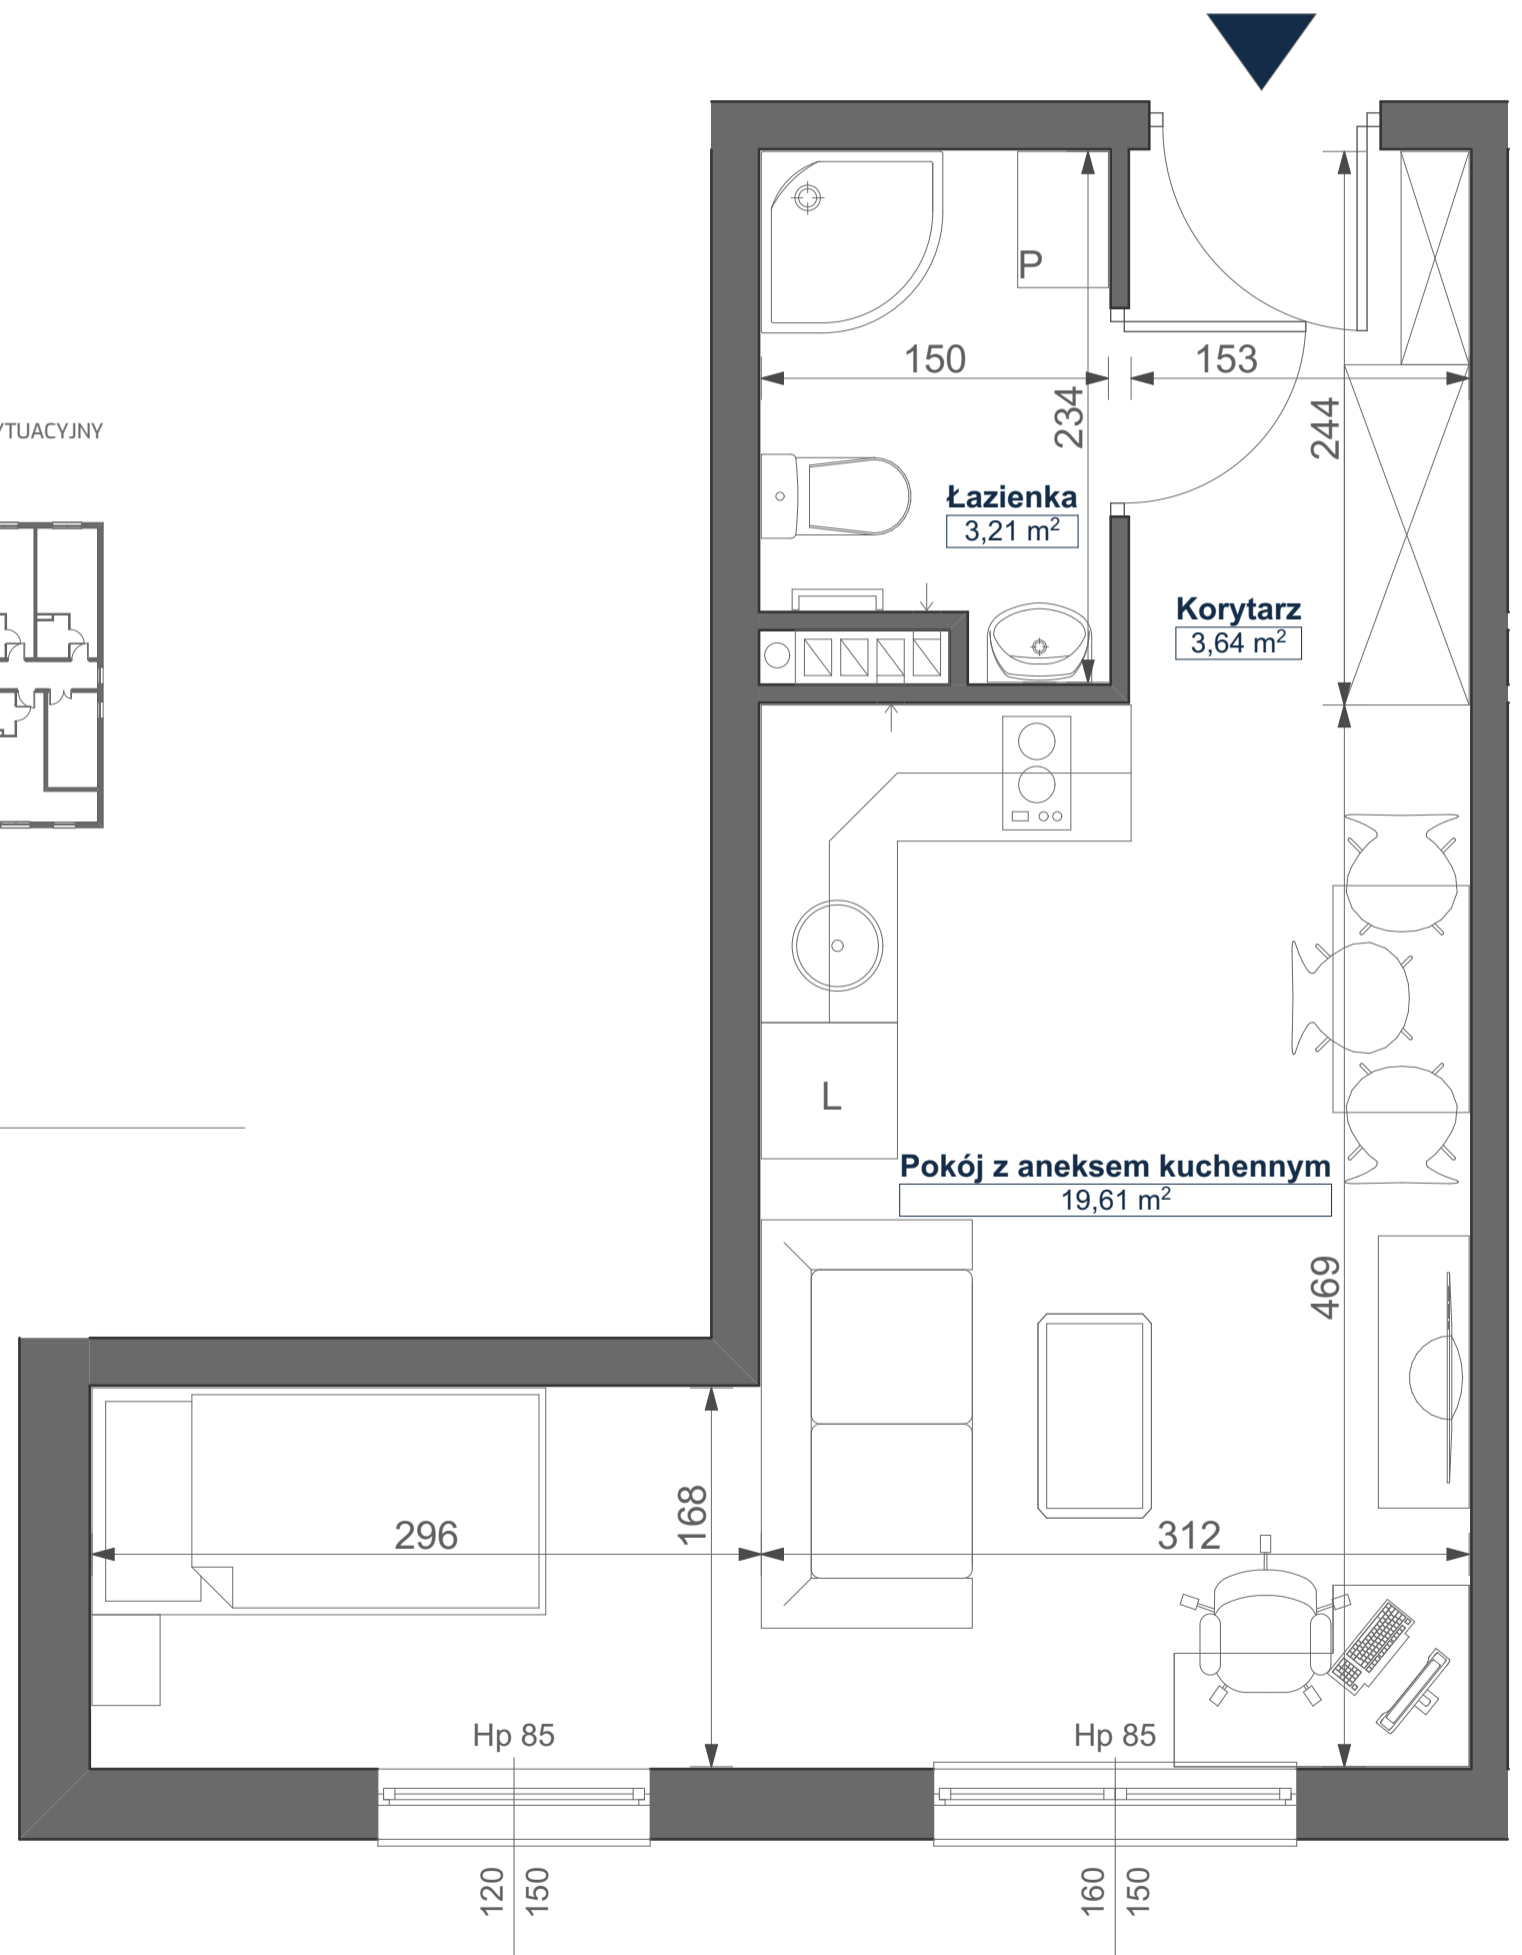 P
150
153
234
244
YTUACYJNY
Łazienka
3,21 m²
Korytarz
3,64 m²
L
Pokój z aneksem kuchennym
19,61 m²
469
168
296
312
Hp 85
Hp 85
120
150
160
150